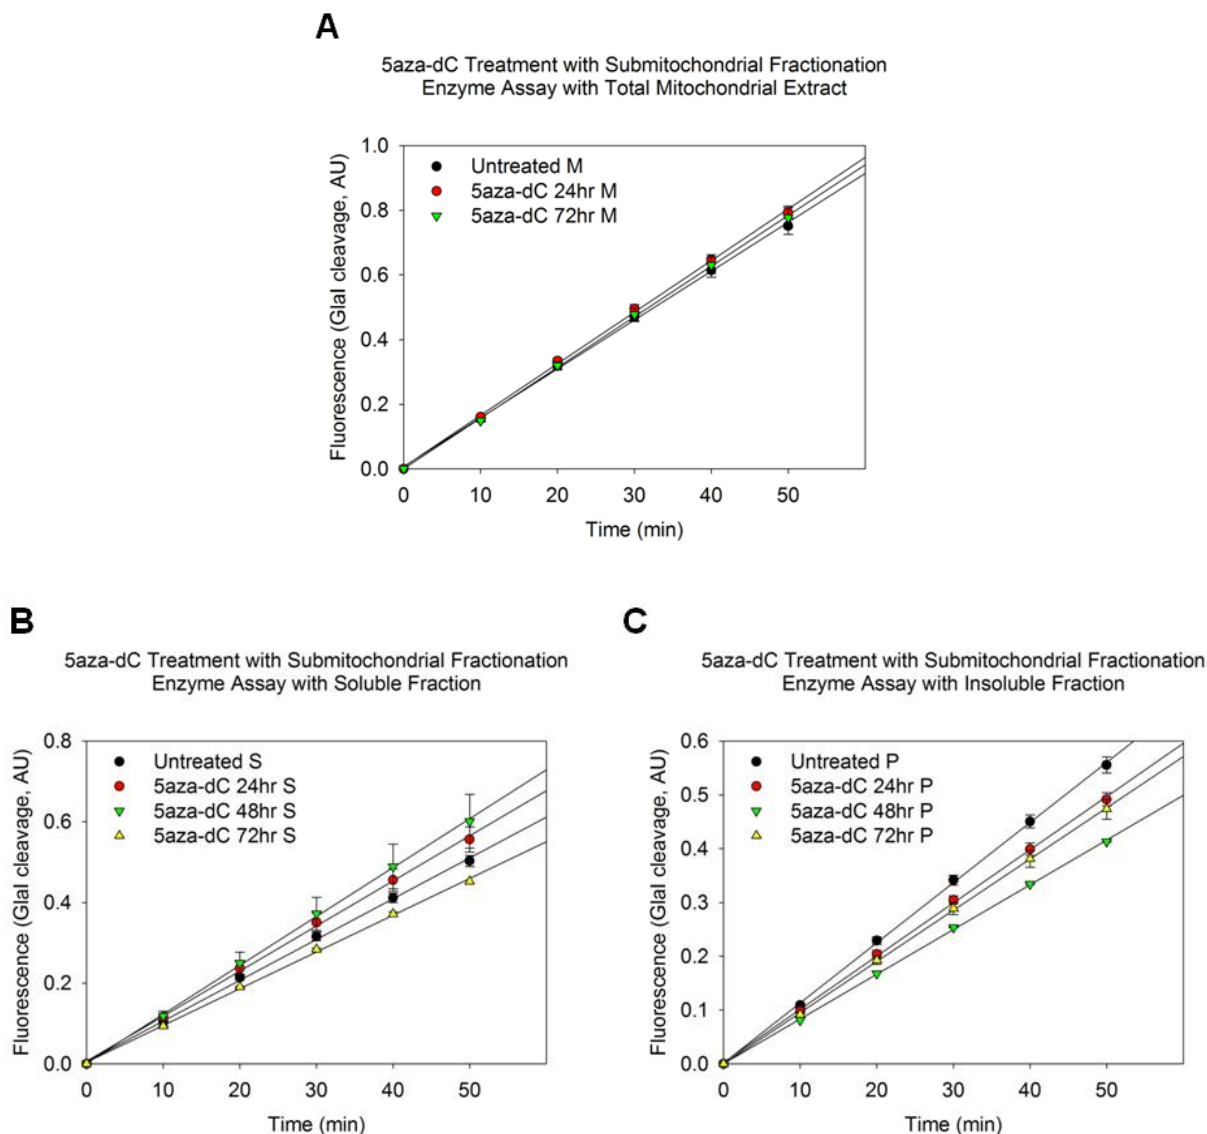 A
5aza-dC Treatment with Submitochondrial Fractionation
Enzyme Assay with Total Mitochondrial Extract
Fluorescence (GlaI cleavage, AU)
1.0
0.8
0.6
0.4
0.2
0.0
Untreated M
5aza-dC 24hr M
5aza-dC 72hr M
0 10 20 30 40 50
Time (min)
B
5aza-dC Treatment with Submitochondrial Fractionation
Enzyme Assay with Soluble Fraction
Fluorescence (GlaI cleavage, AU)
0.8
0.6
0.4
0.2
0.0
Untreated S
5aza-dC 24hr S
5aza-dC 48hr S
5aza-dC 72hr S
0 10 20 30 40 50
Time (min)
C
5aza-dC Treatment with Submitochondrial Fractionation
Enzyme Assay with Insoluble Fraction
Fluorescence (GlaI cleavage, AU)
0.6
0.5
0.4
0.3
0.2
0.1
0.0
Untreated P
5aza-dC 24hr P
5aza-dC 48hr P
5aza-dC 72hr P
0 10 20 30 40 50
Time (min)